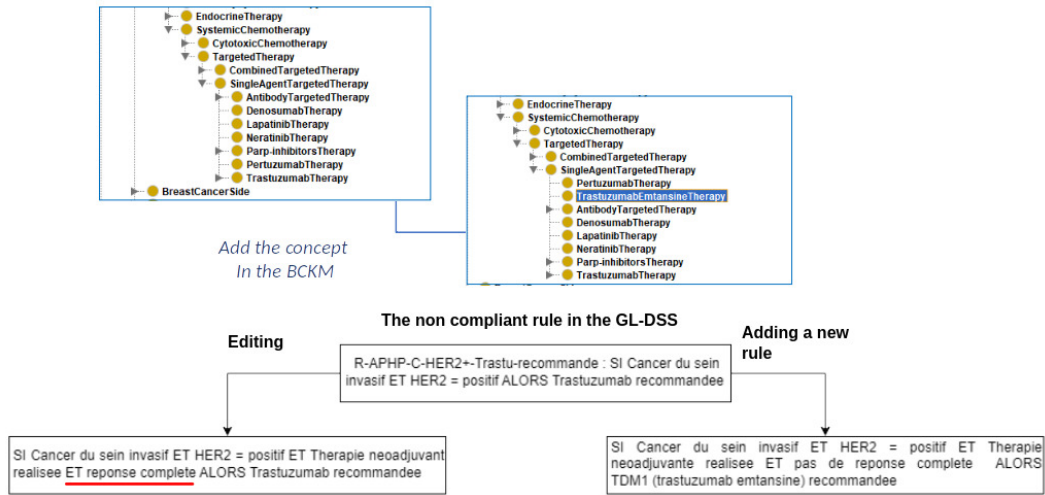 EndocrineTherapy
SystemicChemotherapy
CytotoxicChemotherapy
TargetedTherapy
CombinedTargetedTherapy
SingleAgentTargetedTherapy
AntibodyTargetedTherapy
DenosumabTherapy
LapatinibTherapy
NeratinibTherapy
Parp-inhibitorsTherapy
PertuzumabTherapy
TrastuzumabTherapy
BreastCancerSide
EndocrineTherapy
SystemicChemotherapy
CytotoxicChemotherapy
TargetedTherapy
CombinedTargetedTherapy
SingleAgentTargetedTherapy
PertuzumabTherapy
TrastuzumabEmtansineTherapy
AntibodyTargetedTherapy
DenosumabTherapy
LapatinibTherapy
NeratinibTherapy
Parp-inhibitorsTherapy
TrastuzumabTherapy
Add the concept
In the BCKM
The non compliant rule in the GL-DSS
Editing
Adding a new
rule
R-APHP-C-HER2+-Trastu-recommande : SI Cancer du sein
invasif ET HER2 = positif ALORS Trastuzumab recommandee
SI Cancer du sein invasif ET HER2 = positif ET Therapie neoadjuvant
realisee ET reponse complete ALORS Trastuzumab recommandee
SI Cancer du sein invasif ET HER2 = positif ET Therapie
neoadjuvante realisee ET pas de reponse complete ALORS
TDM1 (trastuzumab emtansine) recommandee